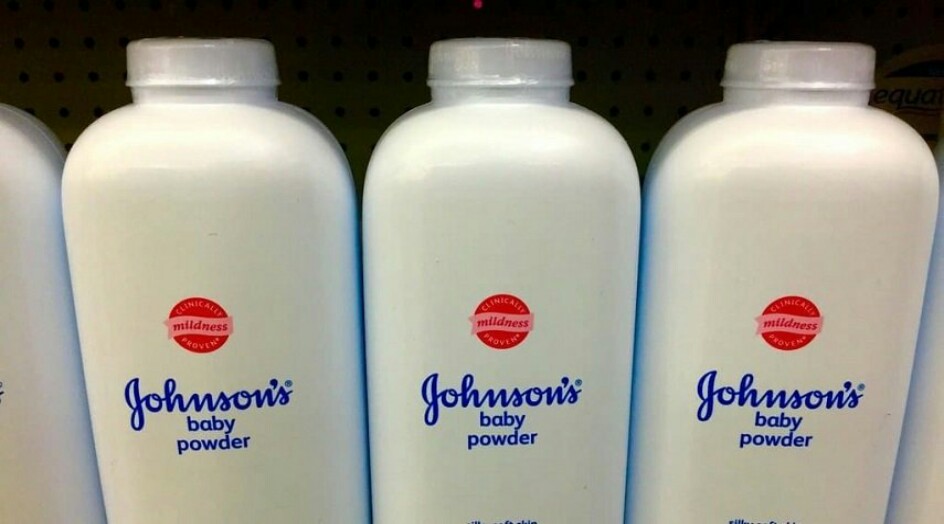 equa
CLINICALLY
mildness
PROVEN*
Johnson's®
baby
powder
CLINICALLY
mildness
PROVEN*
Johnson's®
baby
powder
CLINICALLY
mildness
PROVEN*
Johnson's®
baby
powder